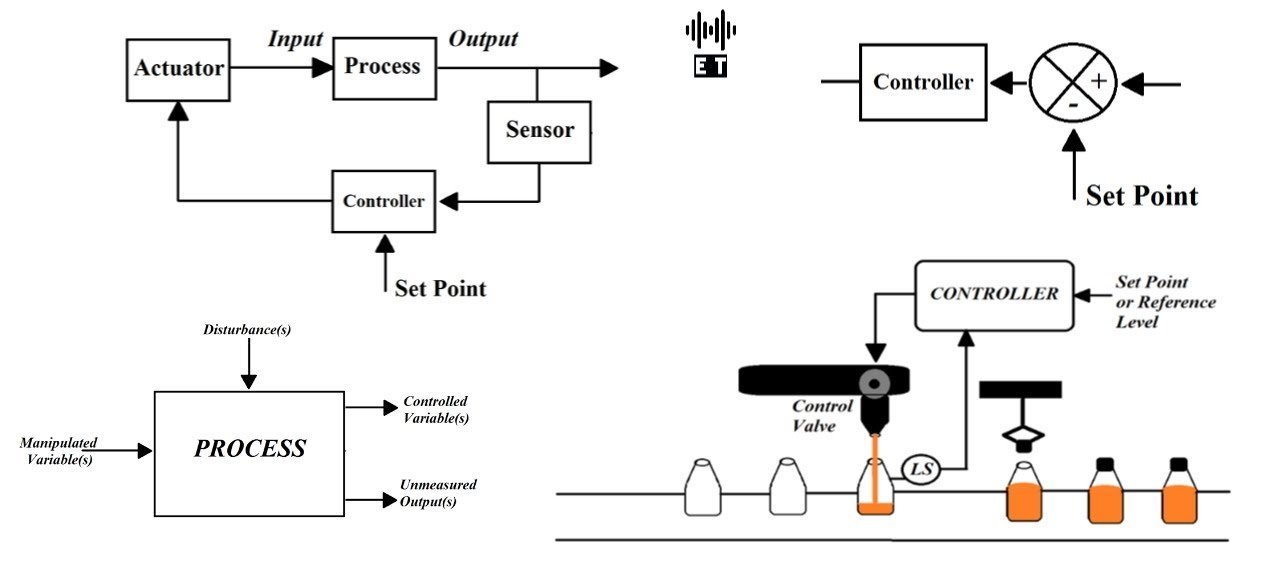 Input
Output
Actuator
Process
Sensor
Controller
Set Point
ET
Controller
+
-
Set Point
Disturbance(s)
Manipulated
Variable(s)
PROCESS
Controlled
Variable(s)
Unmeasured
Output(s)
CONTROLLER
Set Point
or Reference
Level
Control
Valve
LS